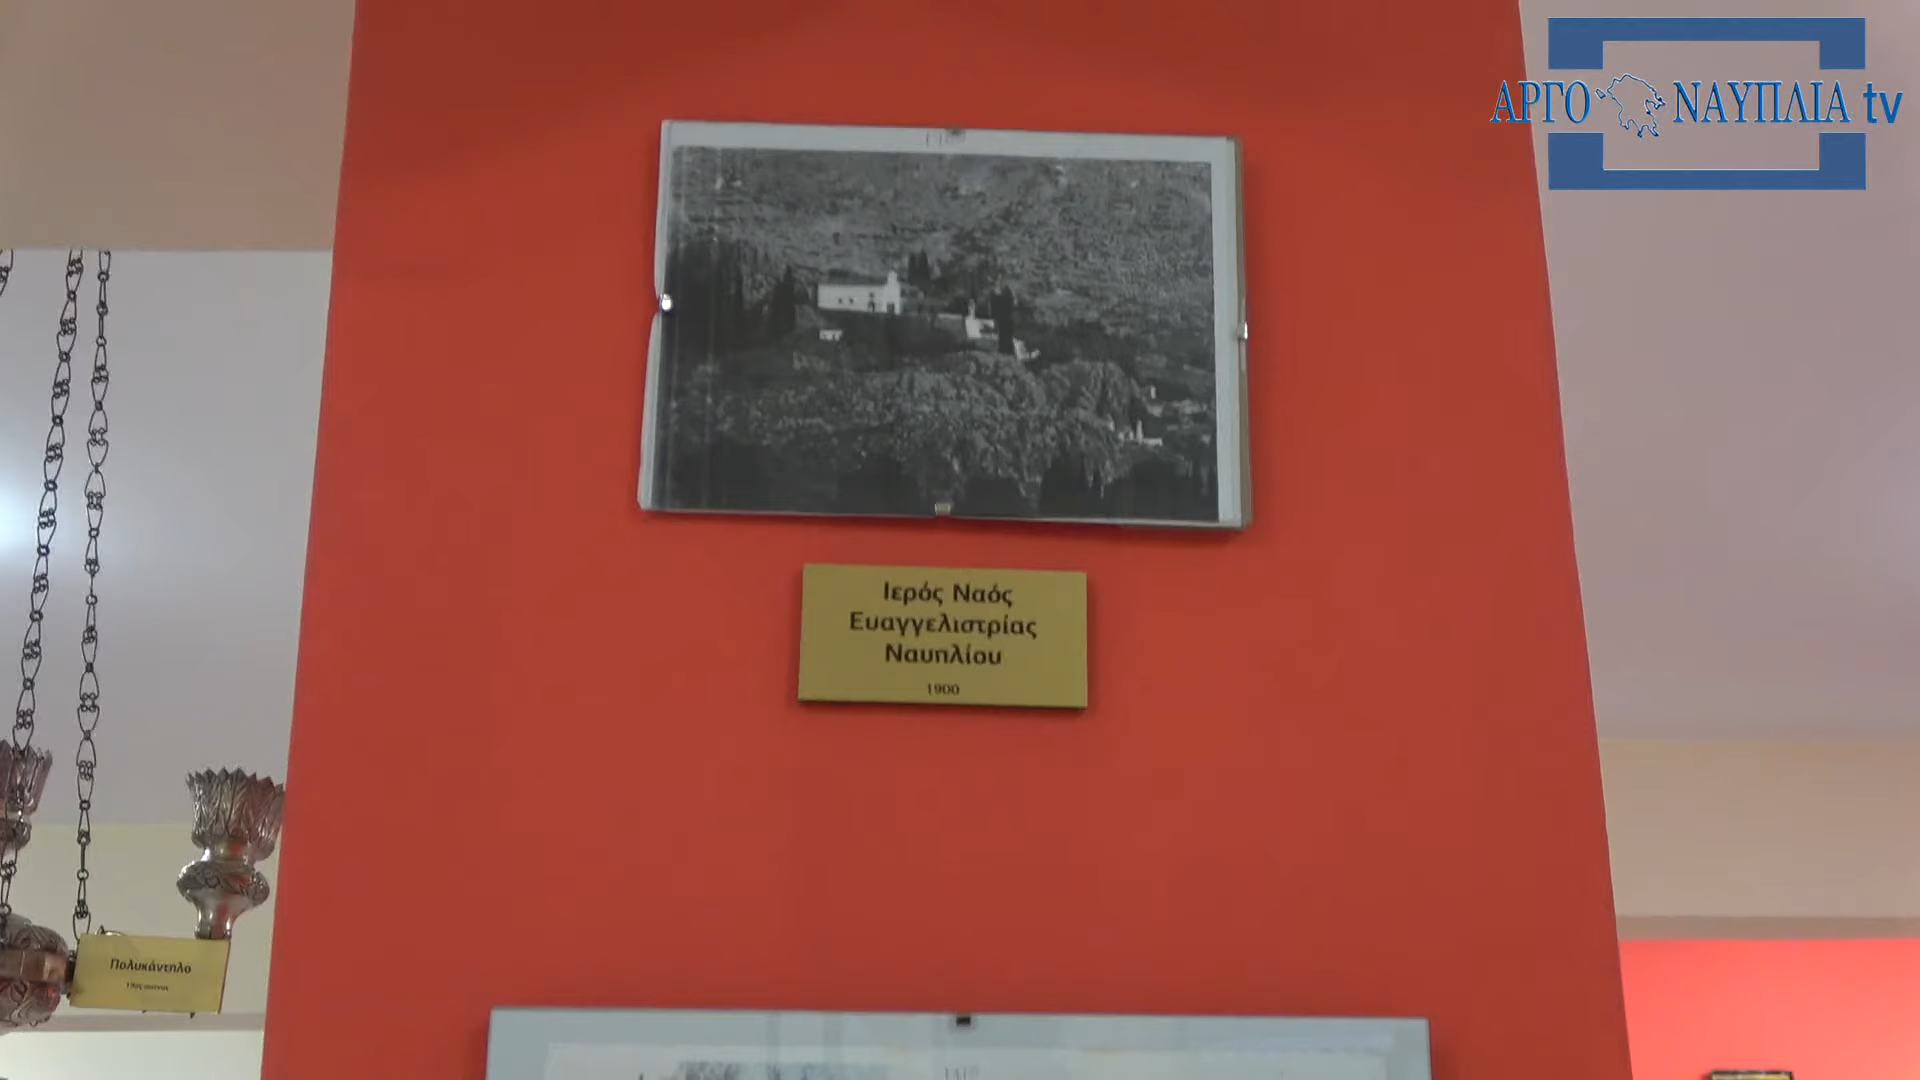 ΑΡΓΟ ΝΑΥΠΛΙΑ tv
Ιερός Ναός
Ευαγγελιστρίας
Ναυπλίου
1900
Πολυκάντηλο